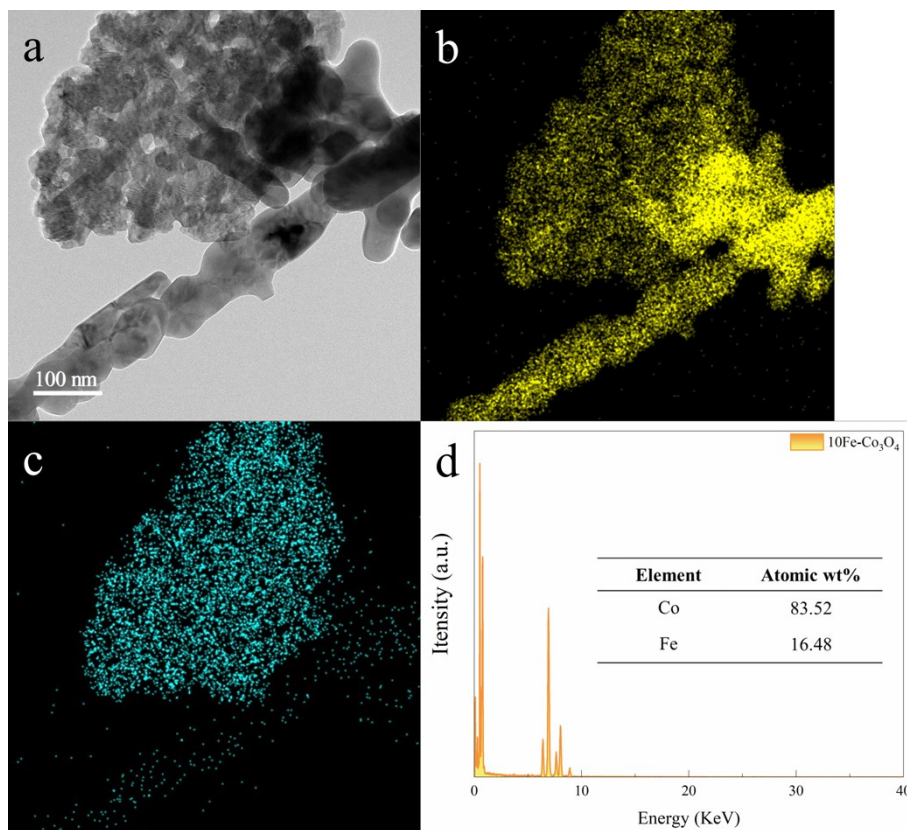 a
b
100 nm
c
d
10Fe-Co₃O₄
Itensity (a.u.)
Element Atomic wt%
Co 83.52
Fe 16.48
0 10 20 30 40
Energy (KeV)